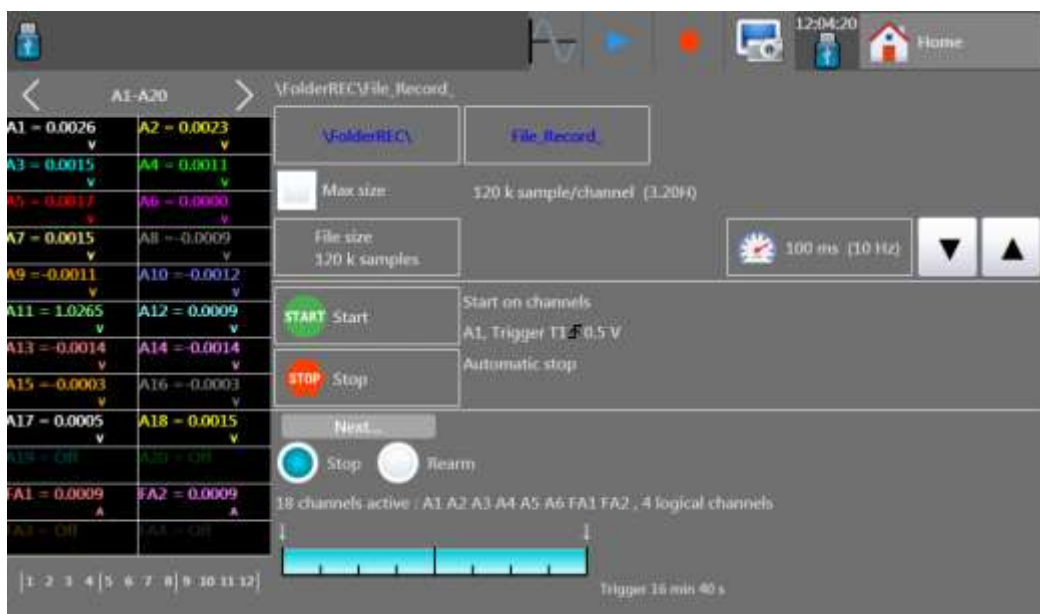 12:04:20
Home
A1-A20
\FolderREC\File_Record_
A1 = 0.0026 V
A2 = 0.0023 V
A3 = 0.0015 V
A4 = 0.0011 V
A5 = 0.0017 V
A6 = 0.0000 V
A7 = 0.0015 V
A8 =-0.0009 V
A9 =-0.0011 V
A10 =-0.0012 V
A11 = 1.0265 V
A12 = 0.0009 V
A13 =-0.0014 V
A14 =-0.0014 V
A15 =-0.0003 V
A16 =-0.0003 V
A17 = 0.0005 V
A18 = 0.0015 V
A19 = Off
A20 = Off
FA1 = 0.0009 A
FA2 = 0.0009 A
FA3 = Off
FA4 = Off
1 2 3 4 5 6 7 8 9 10 11 12
\FolderREC\
File_Record_
Max size
120 k sample/channel (3.20H)
File size
120 k samples
100 ms (10 Hz)
START Start
Start on channels
A1, Trigger T1 0.5 V
STOP Stop
Automatic stop
Next...
Stop
Rearm
18 channels active : A1 A2 A3 A4 A5 A6 FA1 FA2 , 4 logical channels
Trigger 16 min 40 s